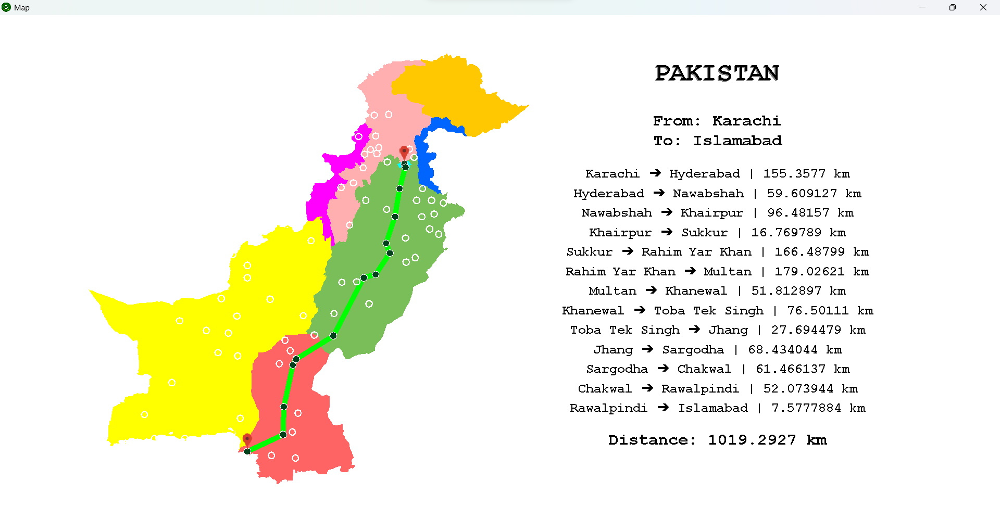 Map
PAKISTAN
From: Karachi
To: Islamabad
Karachi ➔ Hyderabad | 155.3577 km
Hyderabad ➔ Nawabshah | 59.609127 km
Nawabshah ➔ Khairpur | 96.48157 km
Khairpur ➔ Sukkur | 16.769789 km
Sukkur ➔ Rahim Yar Khan | 166.48799 km
Rahim Yar Khan ➔ Multan | 179.02621 km
Multan ➔ Khanewal | 51.812897 km
Khanewal ➔ Toba Tek Singh | 76.50111 km
Toba Tek Singh ➔ Jhang | 27.694479 km
Jhang ➔ Sargodha | 68.434044 km
Sargodha ➔ Chakwal | 61.466137 km
Chakwal ➔ Rawalpindi | 52.073944 km
Rawalpindi ➔ Islamabad | 7.5777884 km
Distance: 1019.2927 km